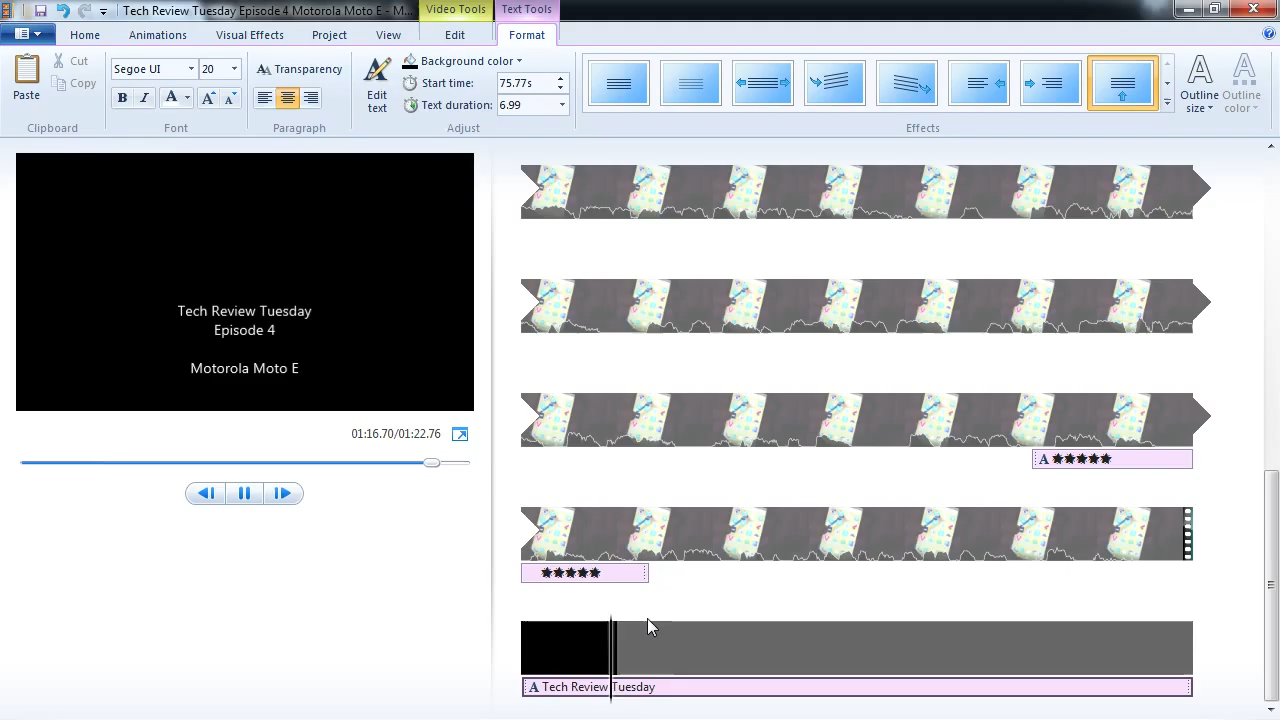 Tech Review Tuesday Episode 4 Motorola Moto E - M...
Video Tools
Text Tools
Home
Animations
Visual Effects
Project
View
Edit
Format
Paste
Cut
Copy
Clipboard
Segoe UI
20
B I A A A
Font
Transparency
Paragraph
Edit
text
Background color
Start time:
75.77s
Text duration:
6.99
Adjust
Effects
Outline
size
Outline
color
Tech Review Tuesday
Episode 4
Motorola Moto E
01:16.70/01:22.76
A ★★★★★
★★★★★
A Tech Review Tuesday